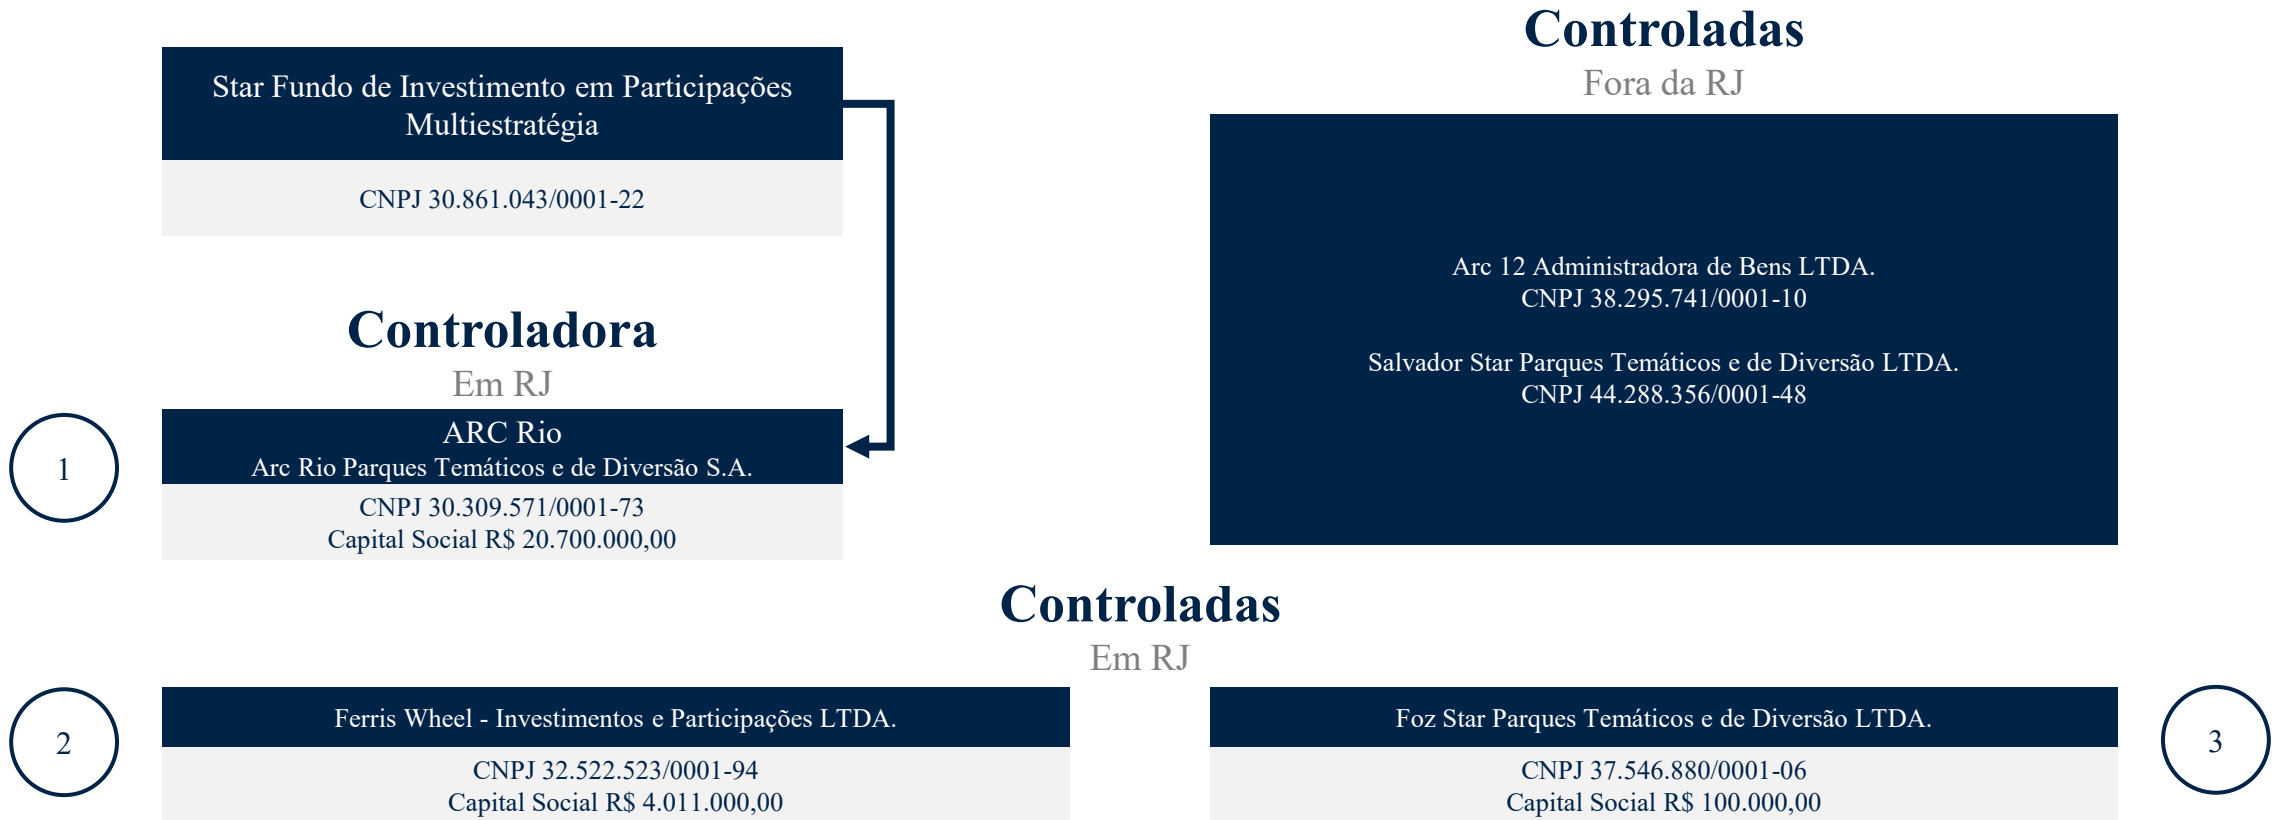 Star Fundo de Investimento em Participações
Multiestratégia
CNPJ 30.861.043/0001-22
Controladora
Em RJ
1
ARC Rio
Arc Rio Parques Temáticos e de Diversão S.A.
CNPJ 30.309.571/0001-73
Capital Social R$ 20.700.000,00
Controladas
Fora da RJ
Arc 12 Administradora de Bens LTDA.
CNPJ 38.295.741/0001-10
Salvador Star Parques Temáticos e de Diversão LTDA.
CNPJ 44.288.356/0001-48
Controladas
Em RJ
2
Ferris Wheel - Investimentos e Participações LTDA.
CNPJ 32.522.523/0001-94
Capital Social R$ 4.011.000,00
Foz Star Parques Temáticos e de Diversão LTDA.
CNPJ 37.546.880/0001-06
Capital Social R$ 100.000,00
3